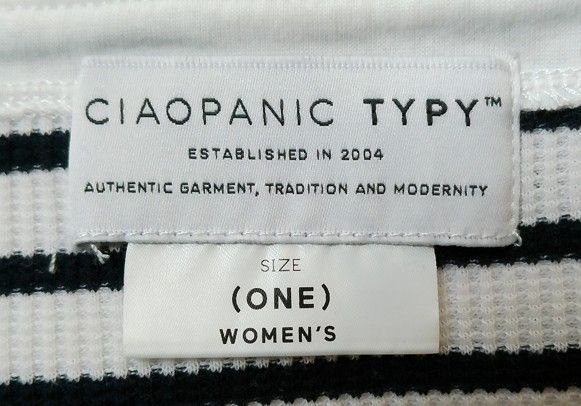 CIAOPANIC TYPY™
ESTABLISHED IN 2004
AUTHENTIC GARMENT, TRADITION AND MODERNITY
SIZE
(ONE)
WOMEN'S